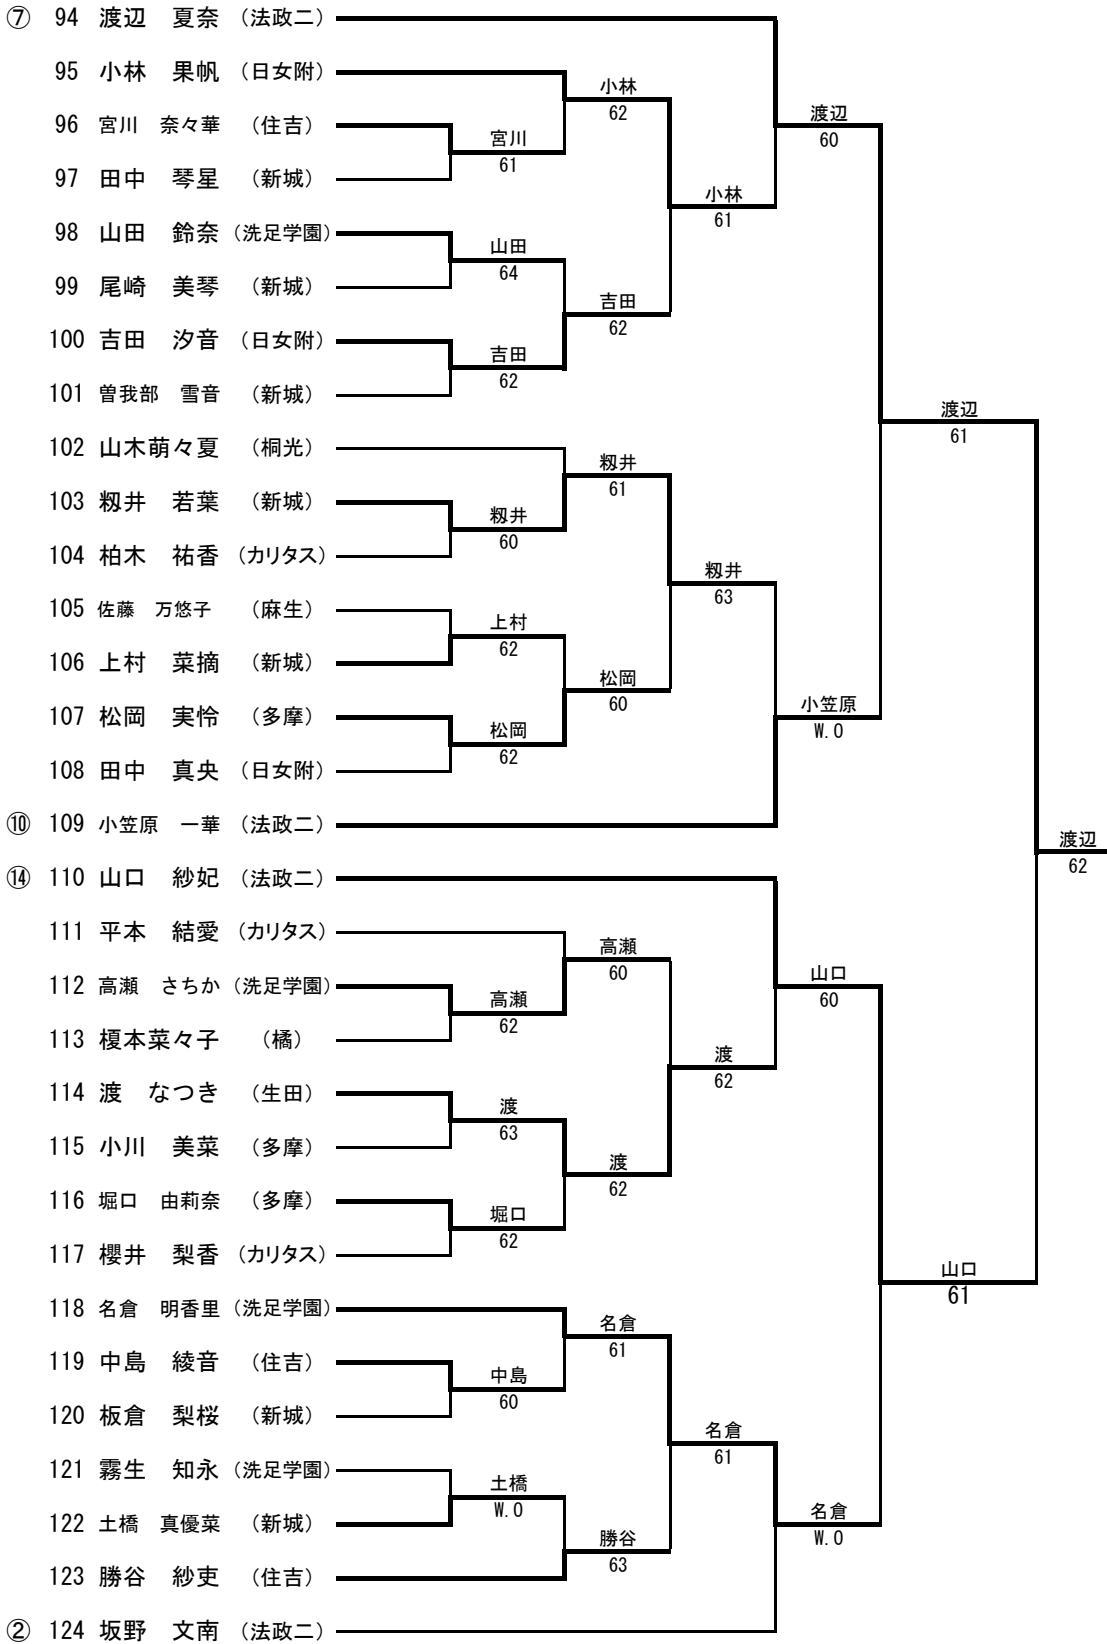 ⑦ 94 渡辺　夏奈 （法政二）
95 小林　果帆 （日女附）
小林
62
渡辺
60
96 宮川　奈々華 （住吉）
宮川
61
97 田中　琴星 （新城）
小林
61
98 山田　鈴奈 （洗足学園）
山田
64
99 尾崎　美琴 （新城）
吉田
62
100 吉田　汐音 （日女附）
吉田
62
101 曽我部　雪音 （新城）
渡辺
61
102 山木萌々夏 （桐光）
籾井
61
103 籾井　若葉 （新城）
籾井
60
104 柏木　祐香 （カリタス）
籾井
63
105 佐藤　万悠子 （麻生）
上村
62
106 上村　菜摘 （新城）
松岡
60
107 松岡　実怜 （多摩）
小笠原
W.O
松岡
62
108 田中　真央 （日女附）
⑩ 109 小笠原　一華 （法政二）
渡辺
62
⑭ 110 山口　紗妃 （法政二）
111 平本　結愛 （カリタス）
高瀬
60
山口
60
112 高瀬　さちか （洗足学園）
高瀬
62
113 榎本菜々子 （橘）
渡
62
114 渡　なつき （生田）
渡
63
115 小川　美菜 （多摩）
渡
62
116 堀口　由莉奈 （多摩）
堀口
62
117 櫻井　梨香 （カリタス）
山口
61
118 名倉　明香里 （洗足学園）
名倉
61
119 中島　綾音 （住吉）
中島
60
120 板倉　梨桜 （新城）
名倉
61
121 霧生　知永 （洗足学園）
土橋
W.O
122 土橋　真優菜 （新城）
名倉
W.O
勝谷
63
123 勝谷　紗吏 （住吉）
② 124 坂野　文南 （法政二）